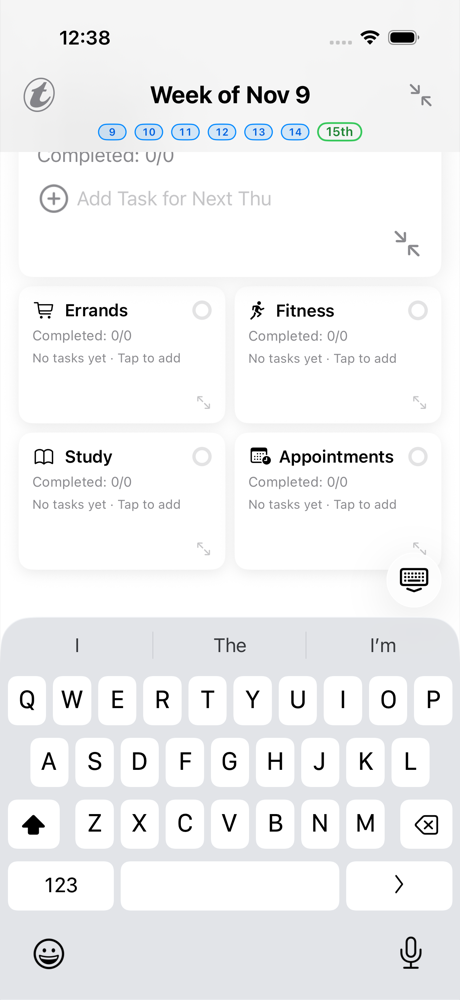 12:38
t
Week of Nov 9
9 10 11 12 13 14 15th
Completed: 0/0
Add Task for Next Thu
Errands
Completed: 0/0
No tasks yet · Tap to add
Fitness
Completed: 0/0
No tasks yet · Tap to add
Study
Completed: 0/0
No tasks yet · Tap to add
Appointments
Completed: 0/0
No tasks yet · Tap to add
I The I’m
Q W E R T Y U I O P
A S D F G H J K L
Z X C V B N M
123